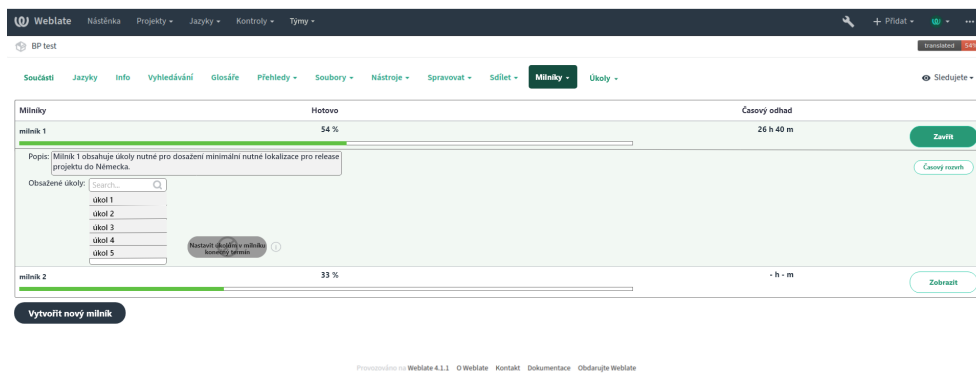 Weblate Nástěnka Projekty Jazyky Kontroly Týmy Přidat
BP test translated 54%
Součásti Jazyky Info Vyhledávání Glosáře Přehledy Soubory Nástroje Spravovat Sdílet Milníky Úkoly Sledujete
Milníky Hotovo Časový odhad
milník 1 54 % 26 h 40 m
Zavřít
Popis: Milník 1 obsahuje úkoly nutné pro dosažení minimální nutné lokalizace pro release
projektu do Německa.
Časový rozvrh
Obsažené úkoly: Search...
úkol 1
úkol 2
úkol 3
úkol 4
úkol 5
Nastavit úkolům v milníku
konečný termín
milník 2 33 % - h - m
Zobrazit
Vytvořit nový milník
Provozováno na Weblate 4.1.1 O Weblate Kontakt Dokumentace Obdarujte Weblate